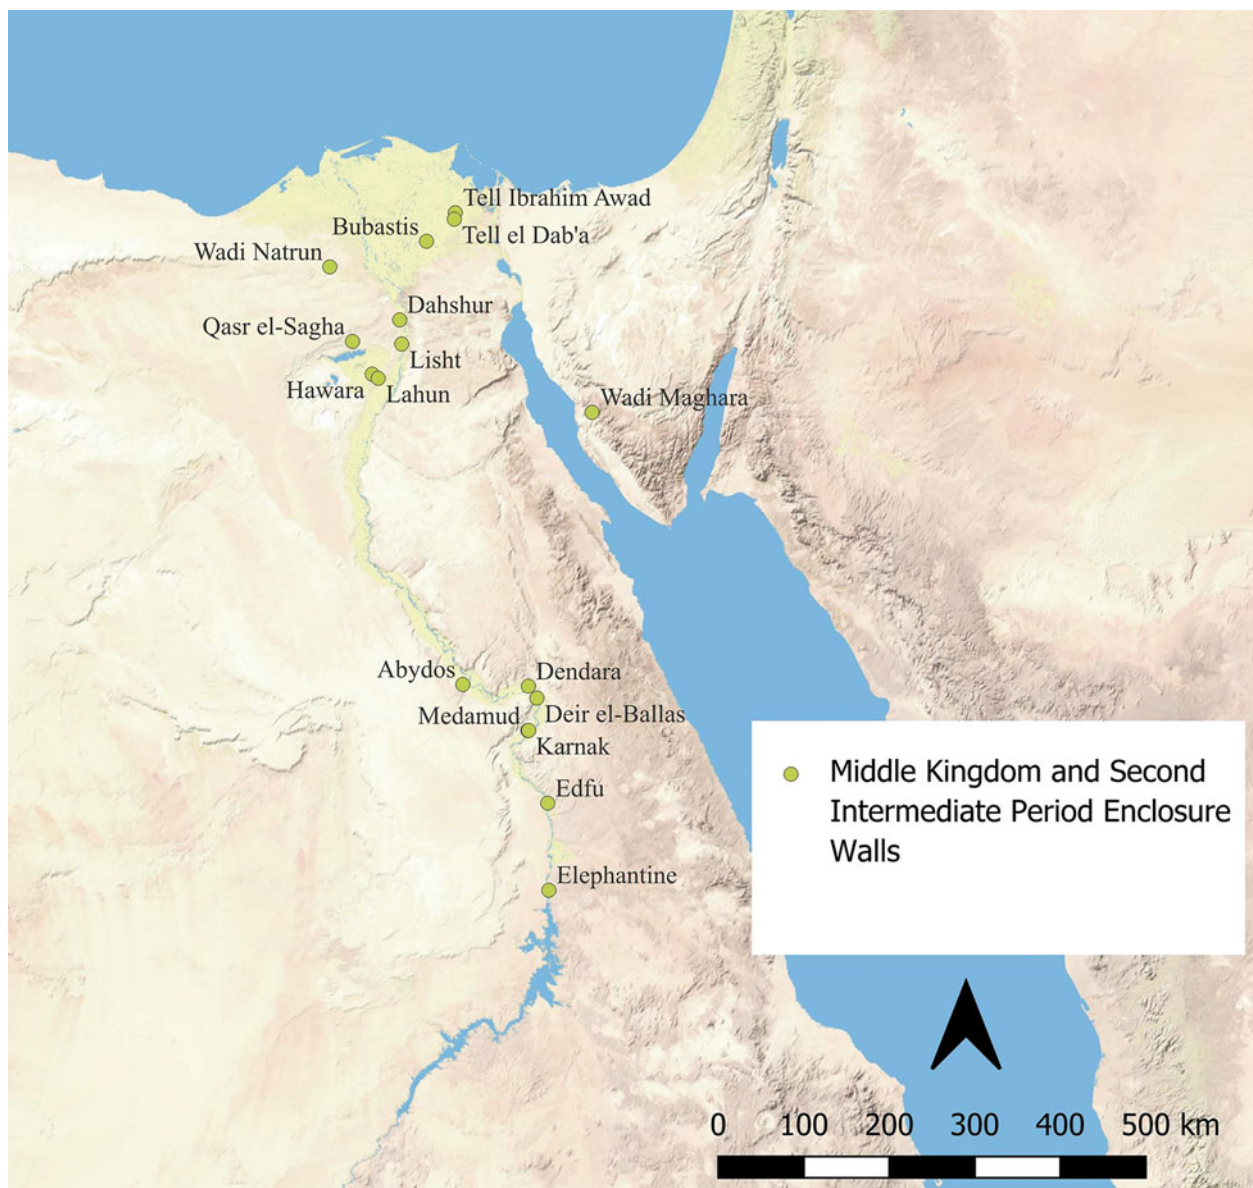 Tell Ibrahim Awad
Bubastis
Tell el Dab'a
Wadi Natrun
Dahshur
Qasr el-Sagha
Lisht
Hawara
Lahun
Wadi Maghara
Abydos
Dendara
Medamud
Deir el-Ballas
Karnak
Edfu
Elephantine
Middle Kingdom and Second
Intermediate Period Enclosure
Walls
0 100 200 300 400 500 km